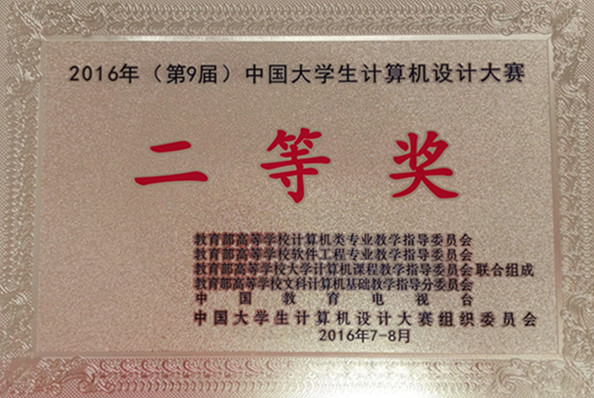 2016年（第9届）中国大学生计算机设计大赛
二等奖
教育部高等学校计算机类专业教学指导委员会
教育部高等学校软件工程专业教学指导委员会
教育部高等学校大学计算机课程教学指导委员会 联合组成
教育部高等学校文科计算机基础教学指导分委员会
中国教育电视台
中国大学生计算机设计大赛组织委员会
2016年7-8月